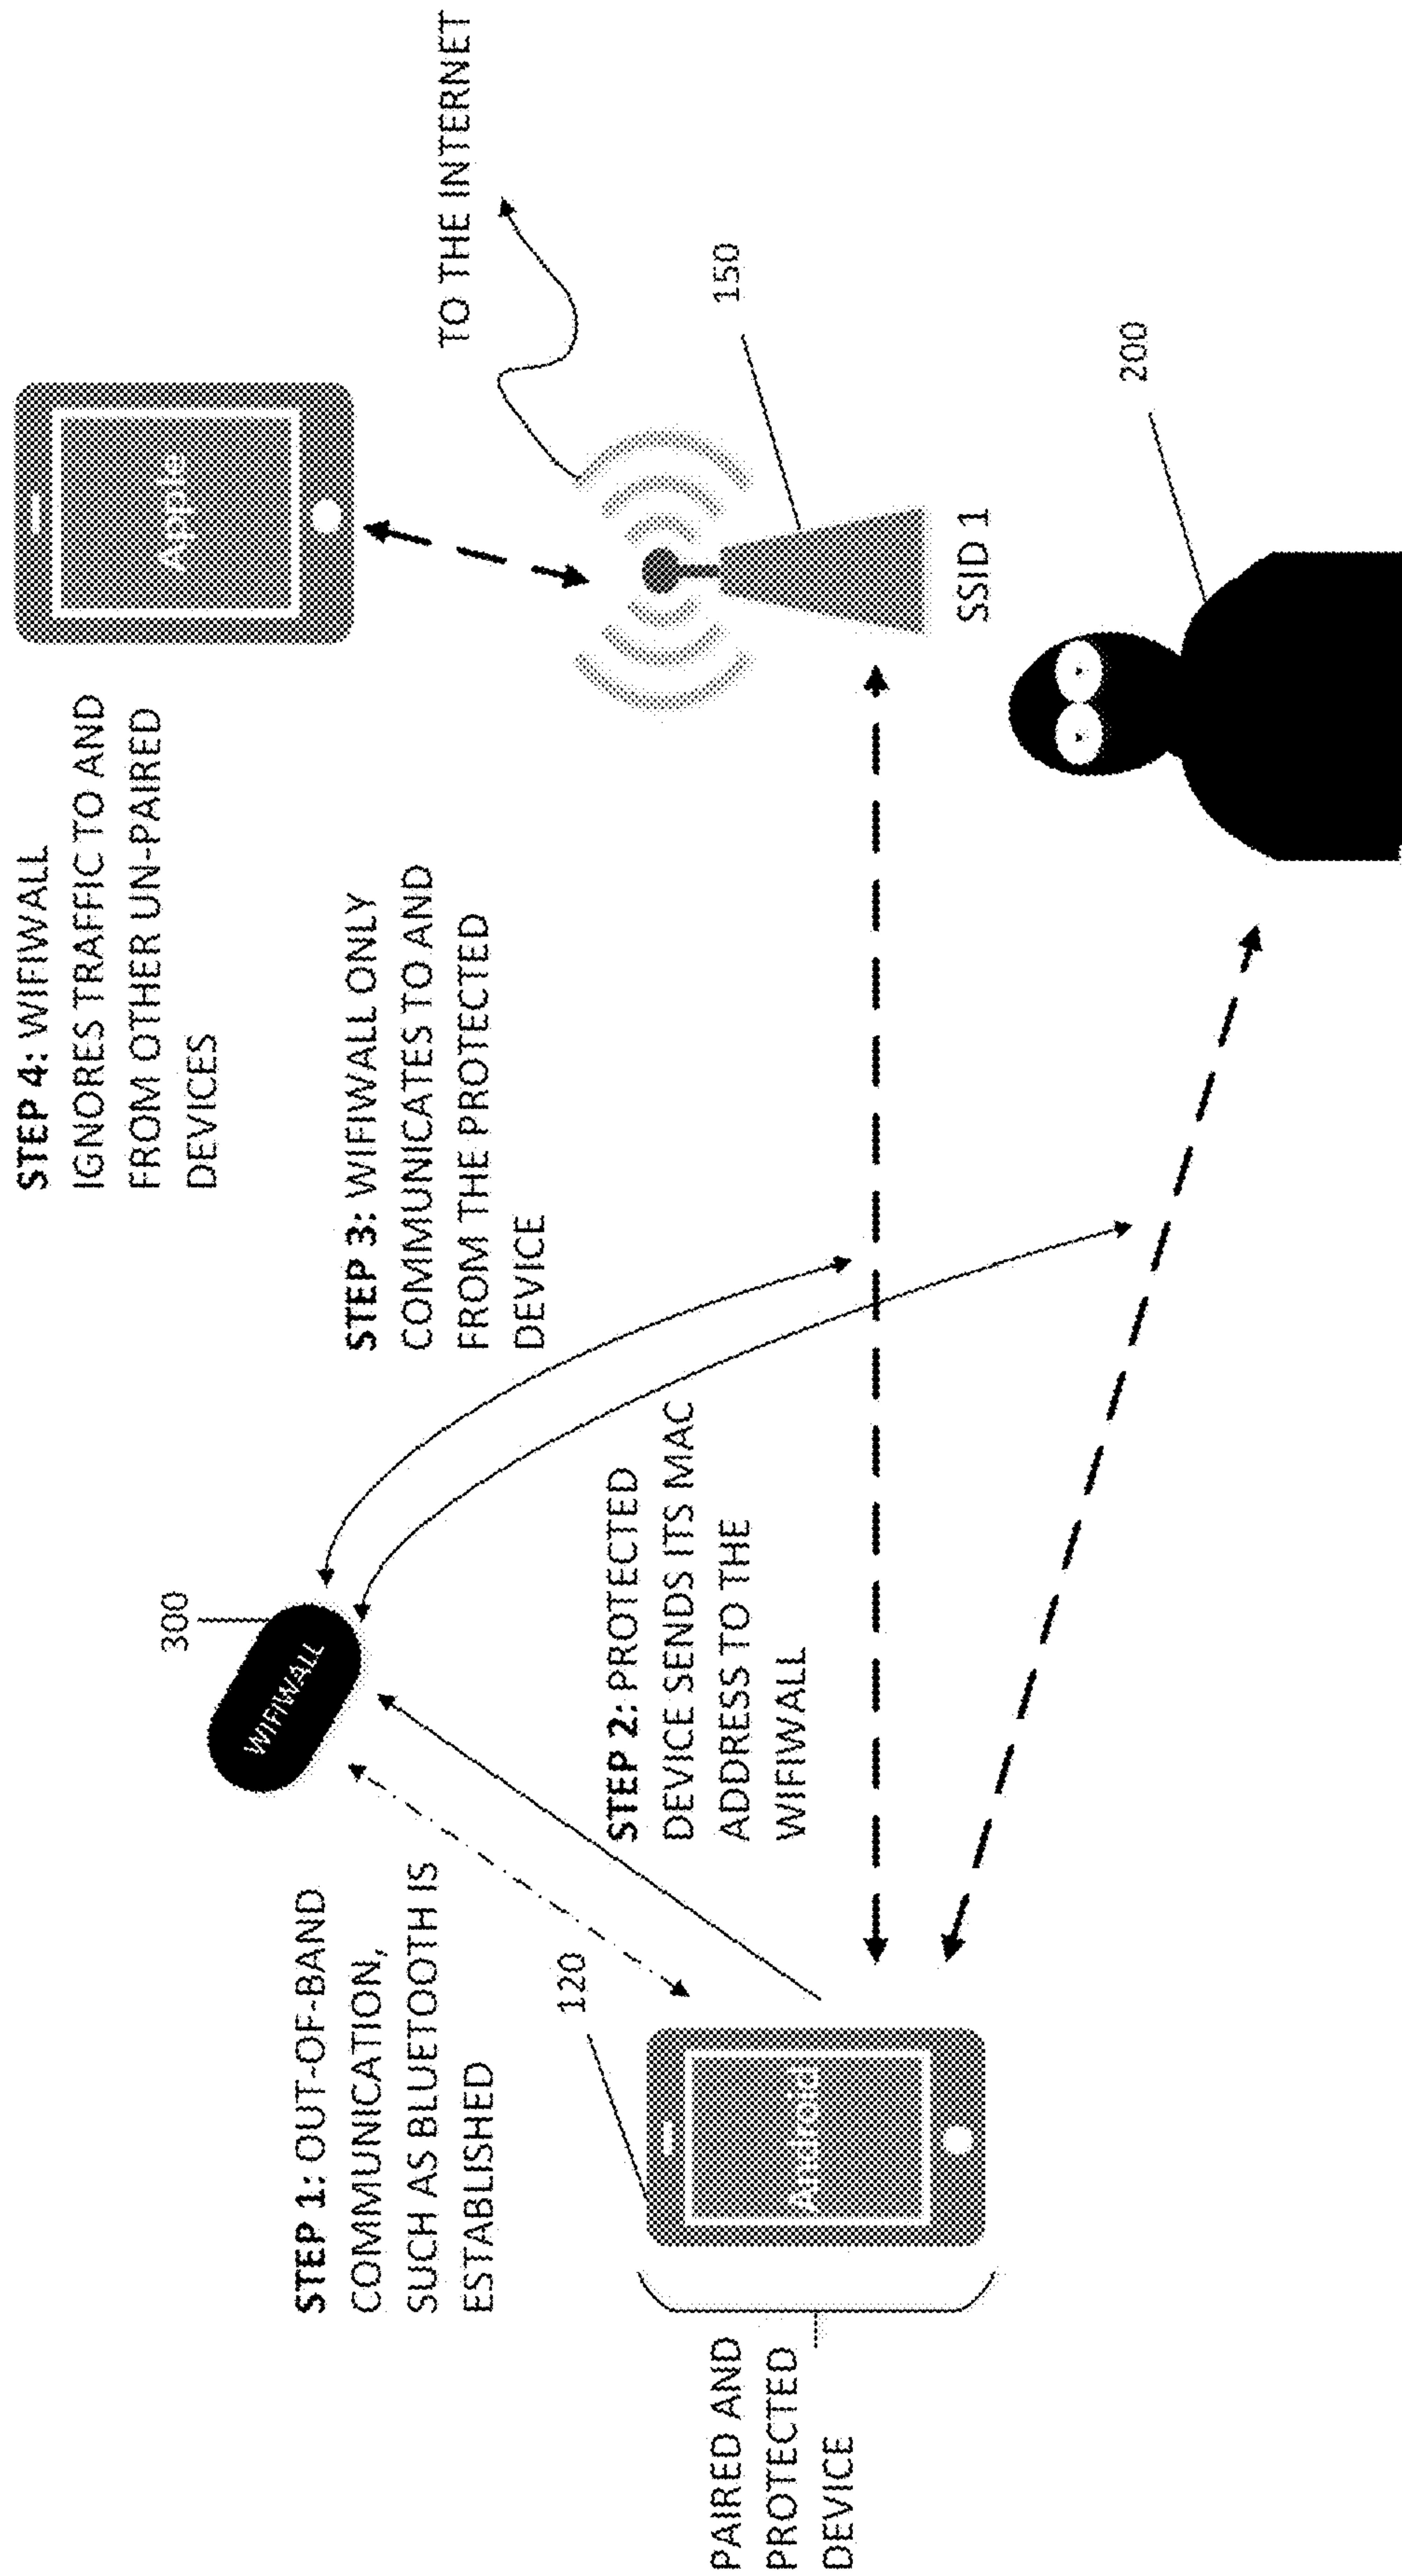 STEP 1: OUT-OF-BAND
COMMUNICATION,
SUCH AS BLUETOOTH IS
ESTABLISHED
300
WIFIWALL
STEP 4: WIFIWALL
IGNORES TRAFFIC TO AND
FROM OTHER UN-PAIRED
DEVICES
Apple
STEP 3: WIFIWALL ONLY
COMMUNICATES TO AND
FROM THE PROTECTED
DEVICE
TO THE INTERNET
120
STEP 2: PROTECTED
DEVICE SENDS ITS MAC
ADDRESS TO THE
WIFIWALL
150
PAIRED AND
PROTECTED
DEVICE
Android
SSID 1
200